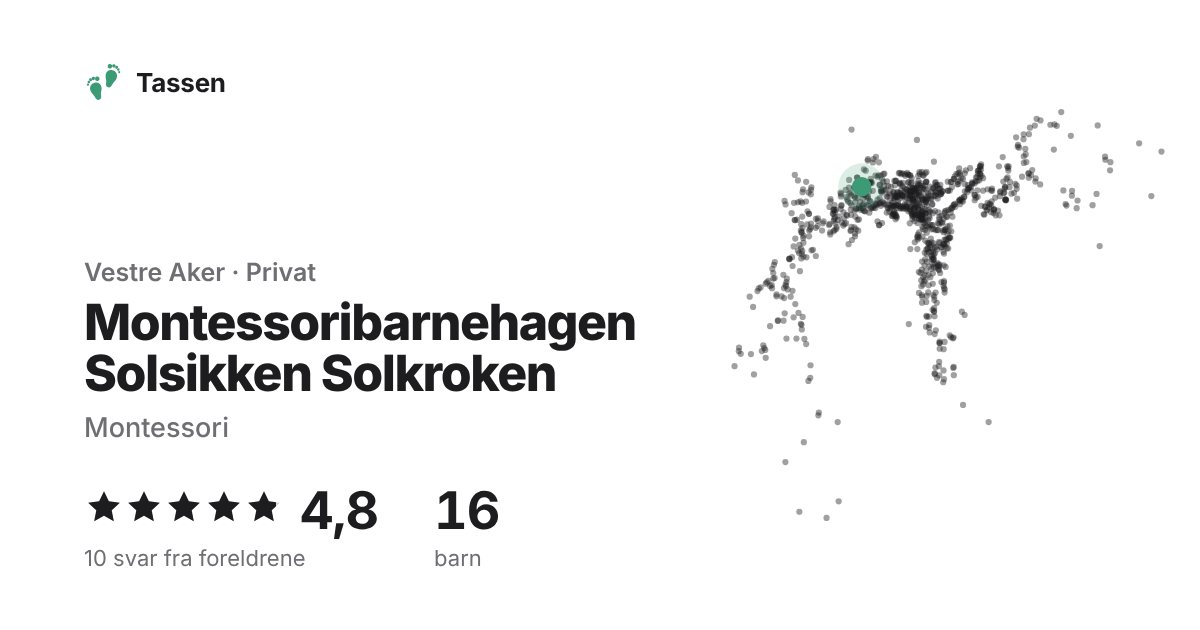 Tassen
Vestre Aker · Privat
Montessoribarnehagen
Solsikken Solkroken
Montessori
4,8
10 svar fra foreldrene
16
barn